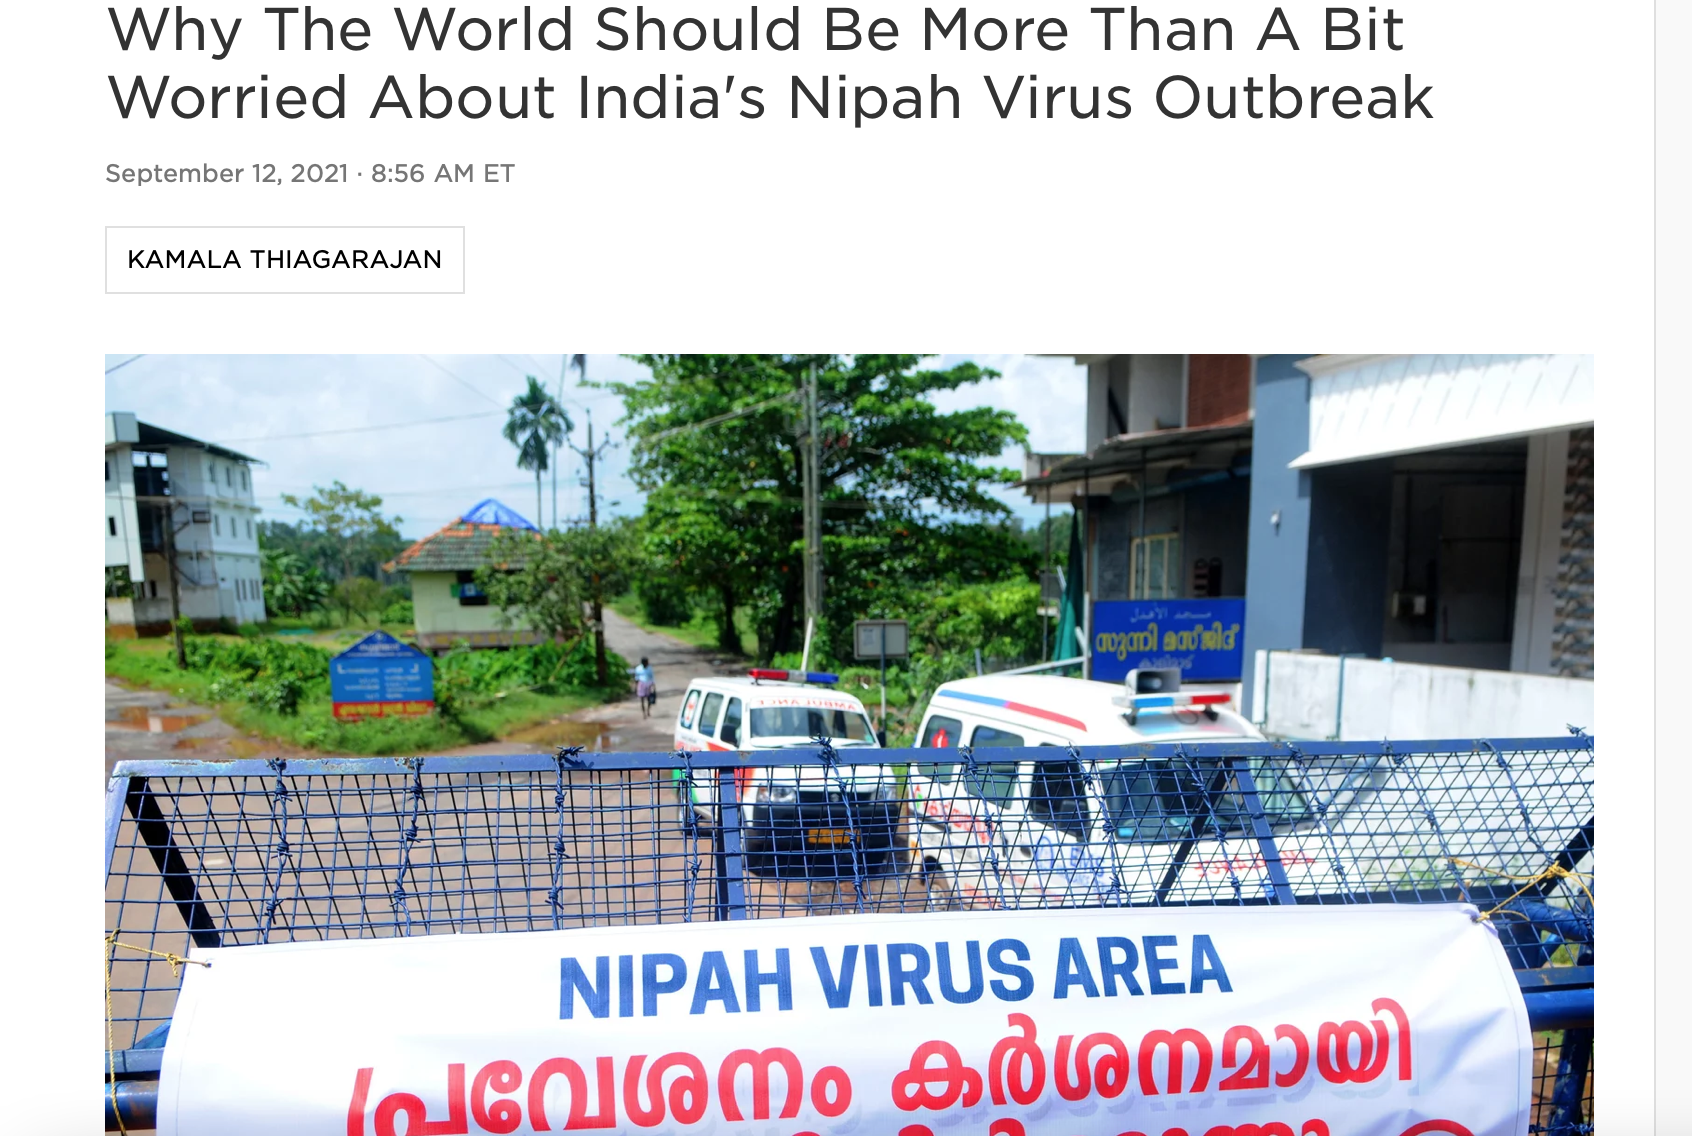 Why The World Should Be More Than A Bit
Worried About India's Nipah Virus Outbreak
September 12, 2021 · 8:56 AM ET
KAMALA THIAGARAJAN
AMBULANCE
സുന്നി മസ്ജിദ്
NIPAH VIRUS AREA
പ്രവേശനം കർശനമായി